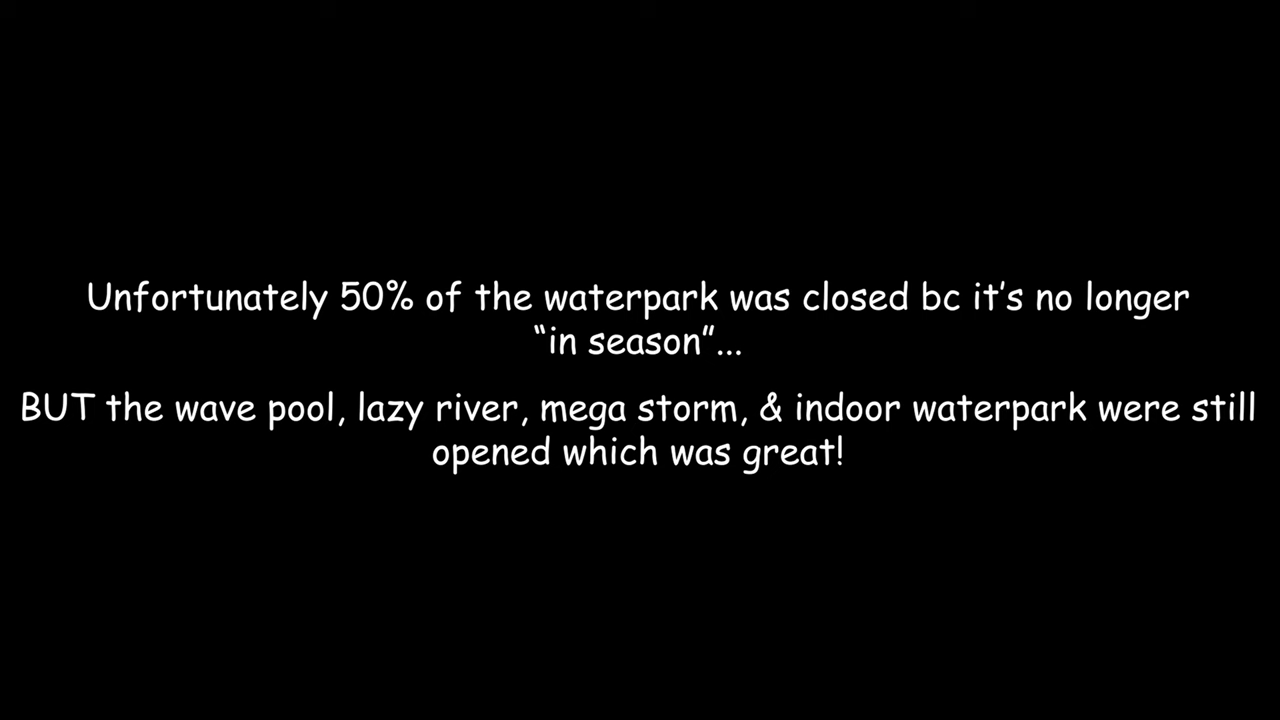 Unfortunately 50% of the waterpark was closed bc it’s no longer
“in season”...
BUT the wave pool, lazy river, mega storm, & indoor waterpark were still
opened which was great!